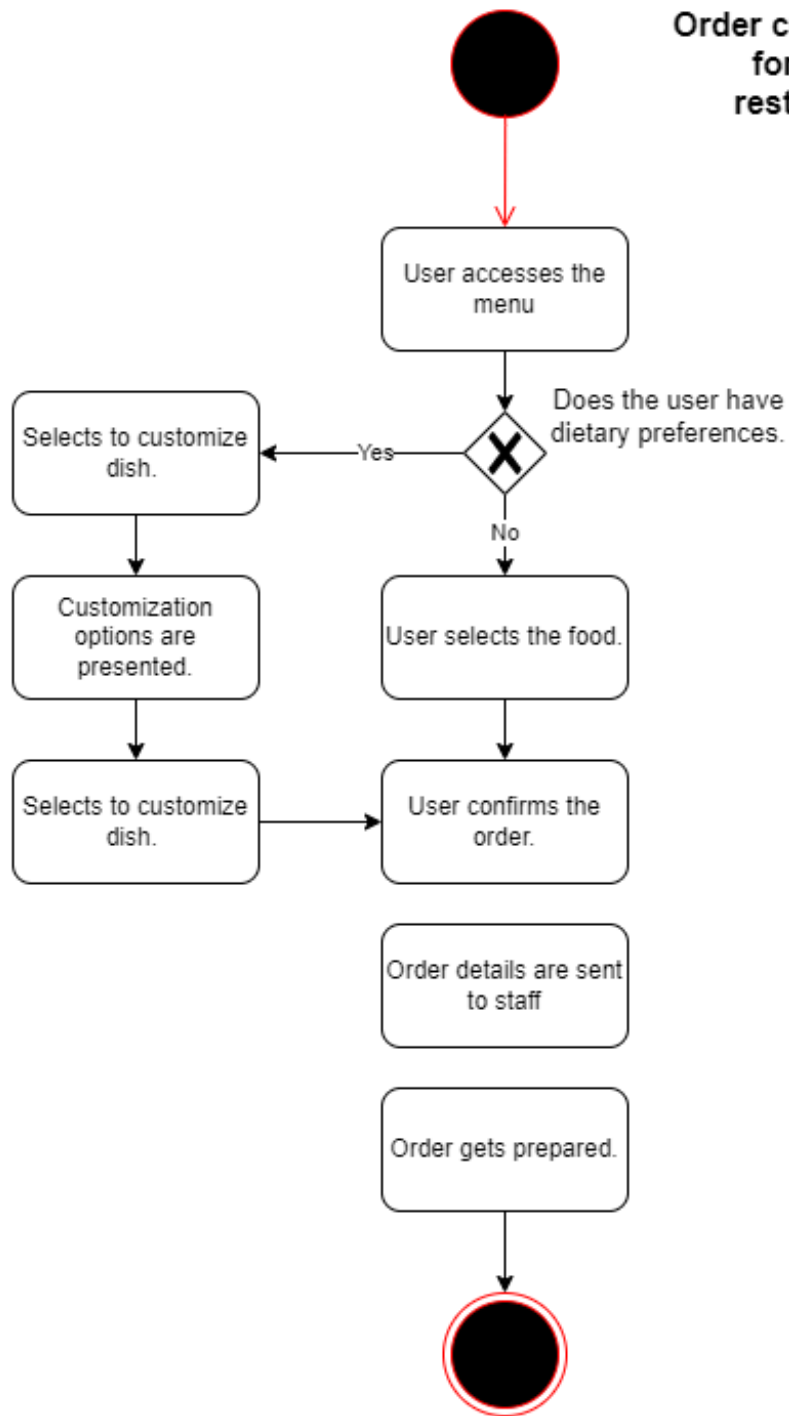 Order c
for
rest
User accesses the
menu
Does the user have
dietary preferences.
Selects to customize
dish.
Yes
No
Customization
options are
presented.
User selects the food.
Selects to customize
dish.
User confirms the
order.
Order details are sent
to staff
Order gets prepared.